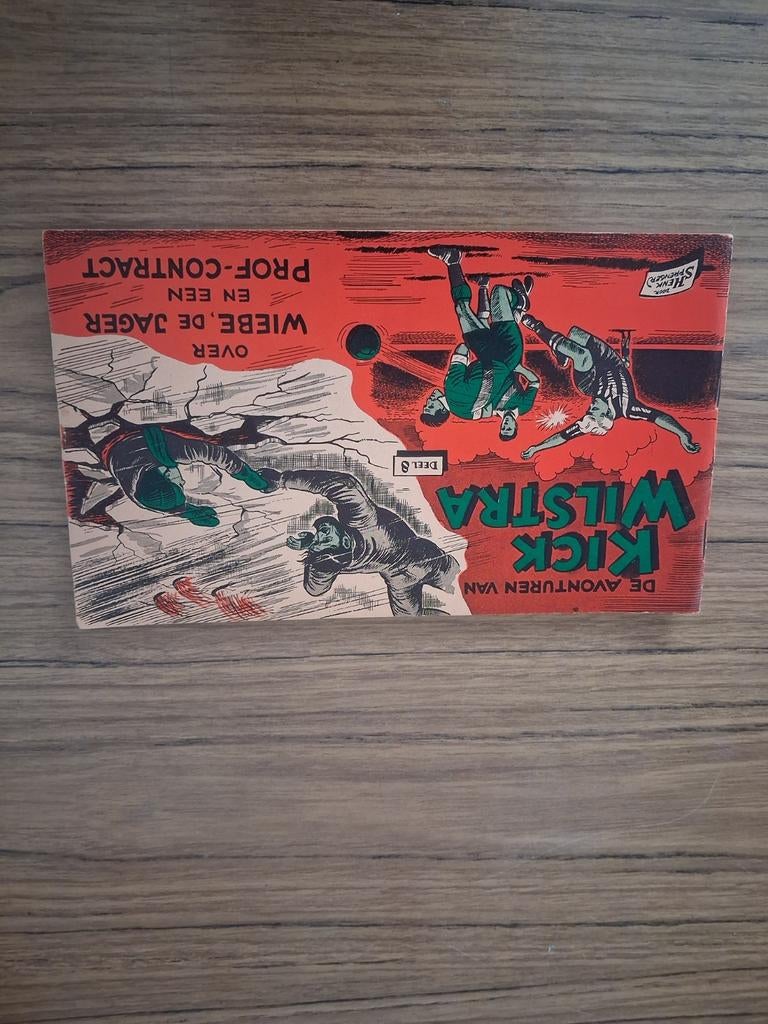 DE AVONTUREN VAN
KICK
WILSTRA
DEEL 8
DOOR
HENK
SPRENGER
OVER
WIEBE, DE JAGER
EN EEN
PROF-CONTRACT